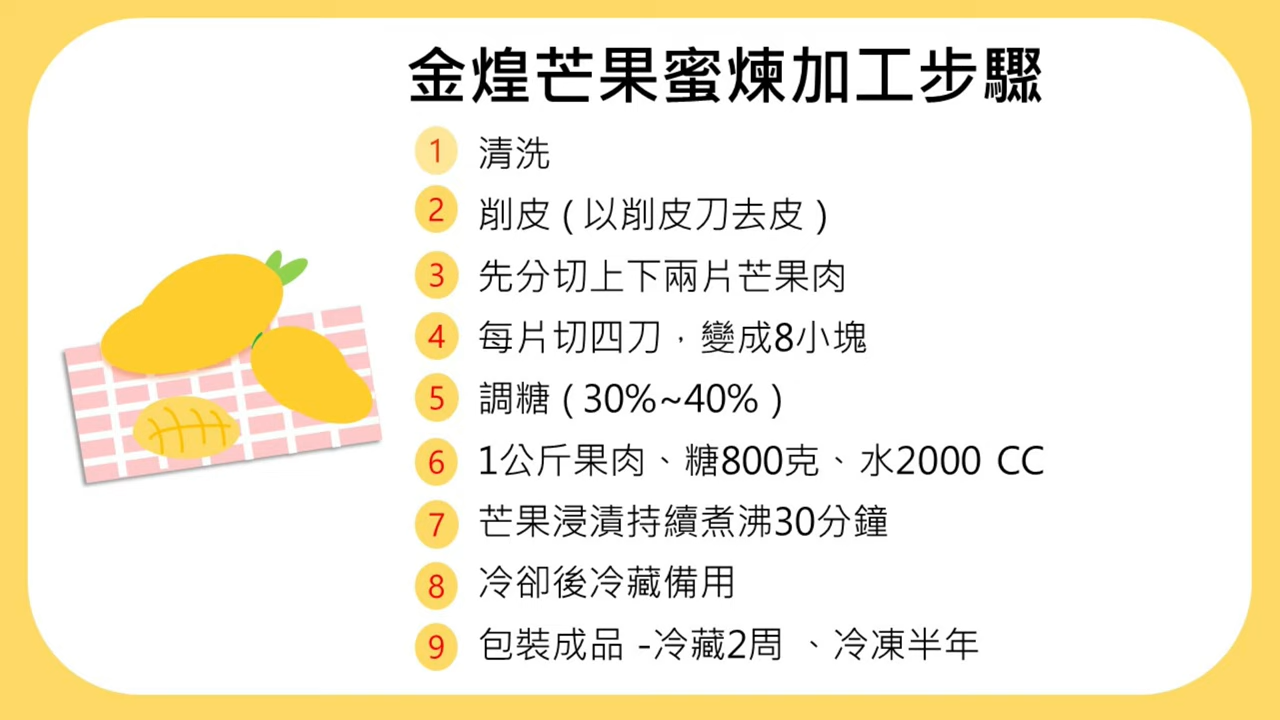 金煌芒果蜜煉加工步驟
1 清洗
2 削皮 ( 以削皮刀去皮 )
3 先分切上下兩片芒果肉
4 每片切四刀，變成8小塊
5 調糖 ( 30%~40% )
6 1公斤果肉、糖800克、水2000 CC
7 芒果浸漬持續煮沸30分鐘
8 冷卻後冷藏備用
9 包裝成品 -冷藏2周 、冷凍半年